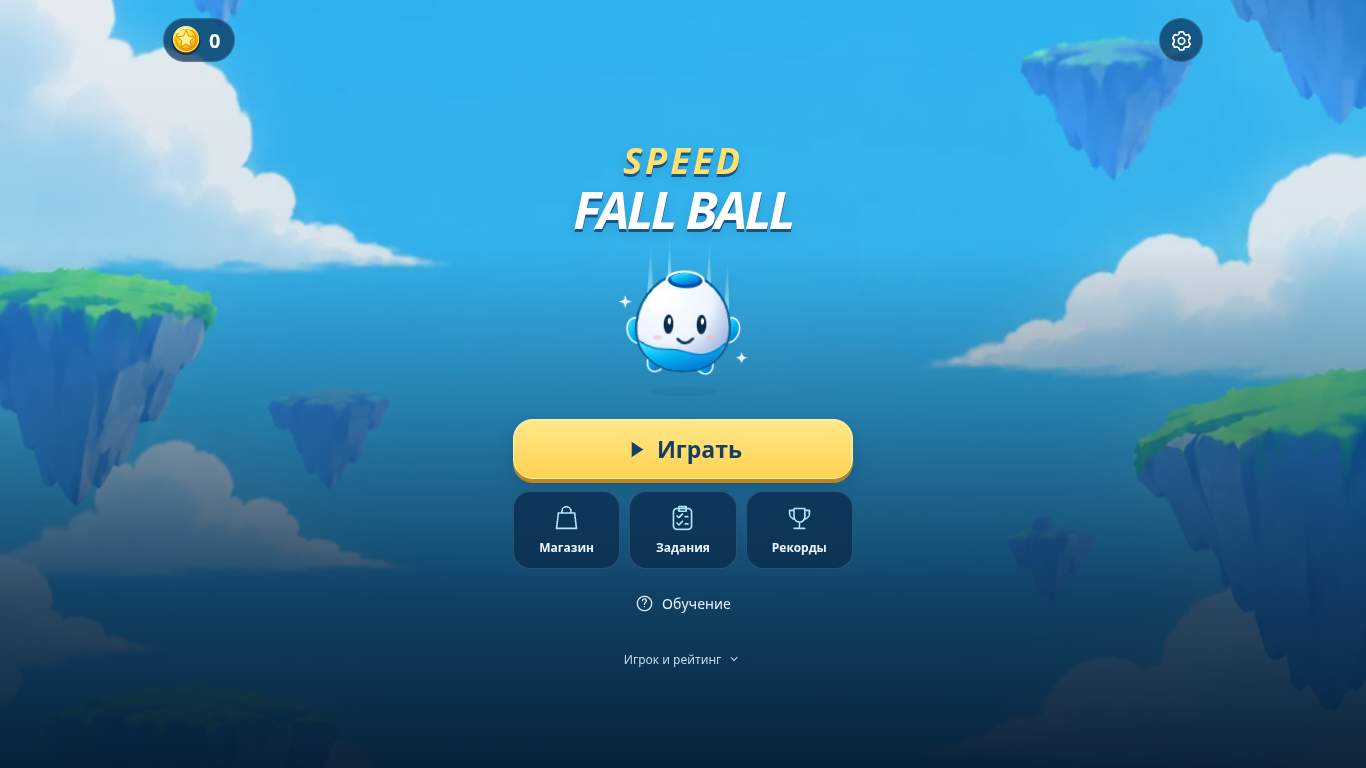 0
SPEED
FALL BALL
Играть
Магазин
Задания
Рекорды
Обучение
Игрок и рейтинг